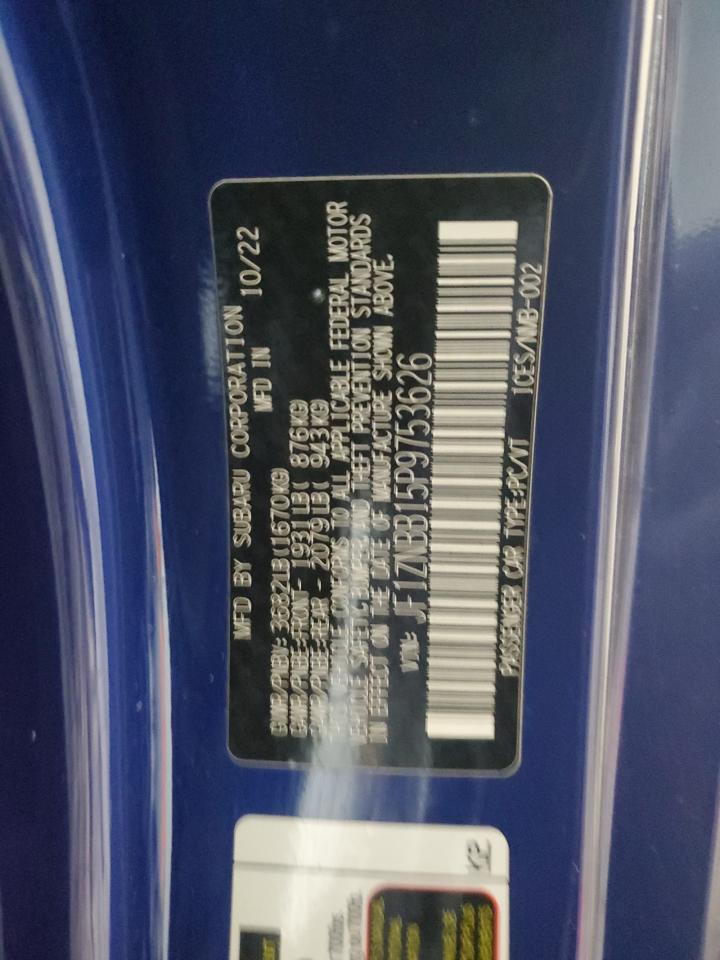 MFD BY SUBARU CORPORATION
MFD IN 10/22
GVWR/PNBV: 3682LB(1670KG)
GAWR/PNBE:FRONT- 1931LB( 876KG)
GAWR/PNBE:REAR - 2079LB( 943KG)
THIS VEHICLE CONFORMS TO ALL APPLICABLE FEDERAL MOTOR
VEHICLE SAFETY, BUMPER, AND THEFT PREVENTION STANDARDS
IN EFFECT ON THE DATE OF MANUFACTURE SHOWN ABOVE.
VIN: JF1ZNBB15P9753626
PASSENGER CAR TYPE:PC/VT ICES/NMB-002
K2